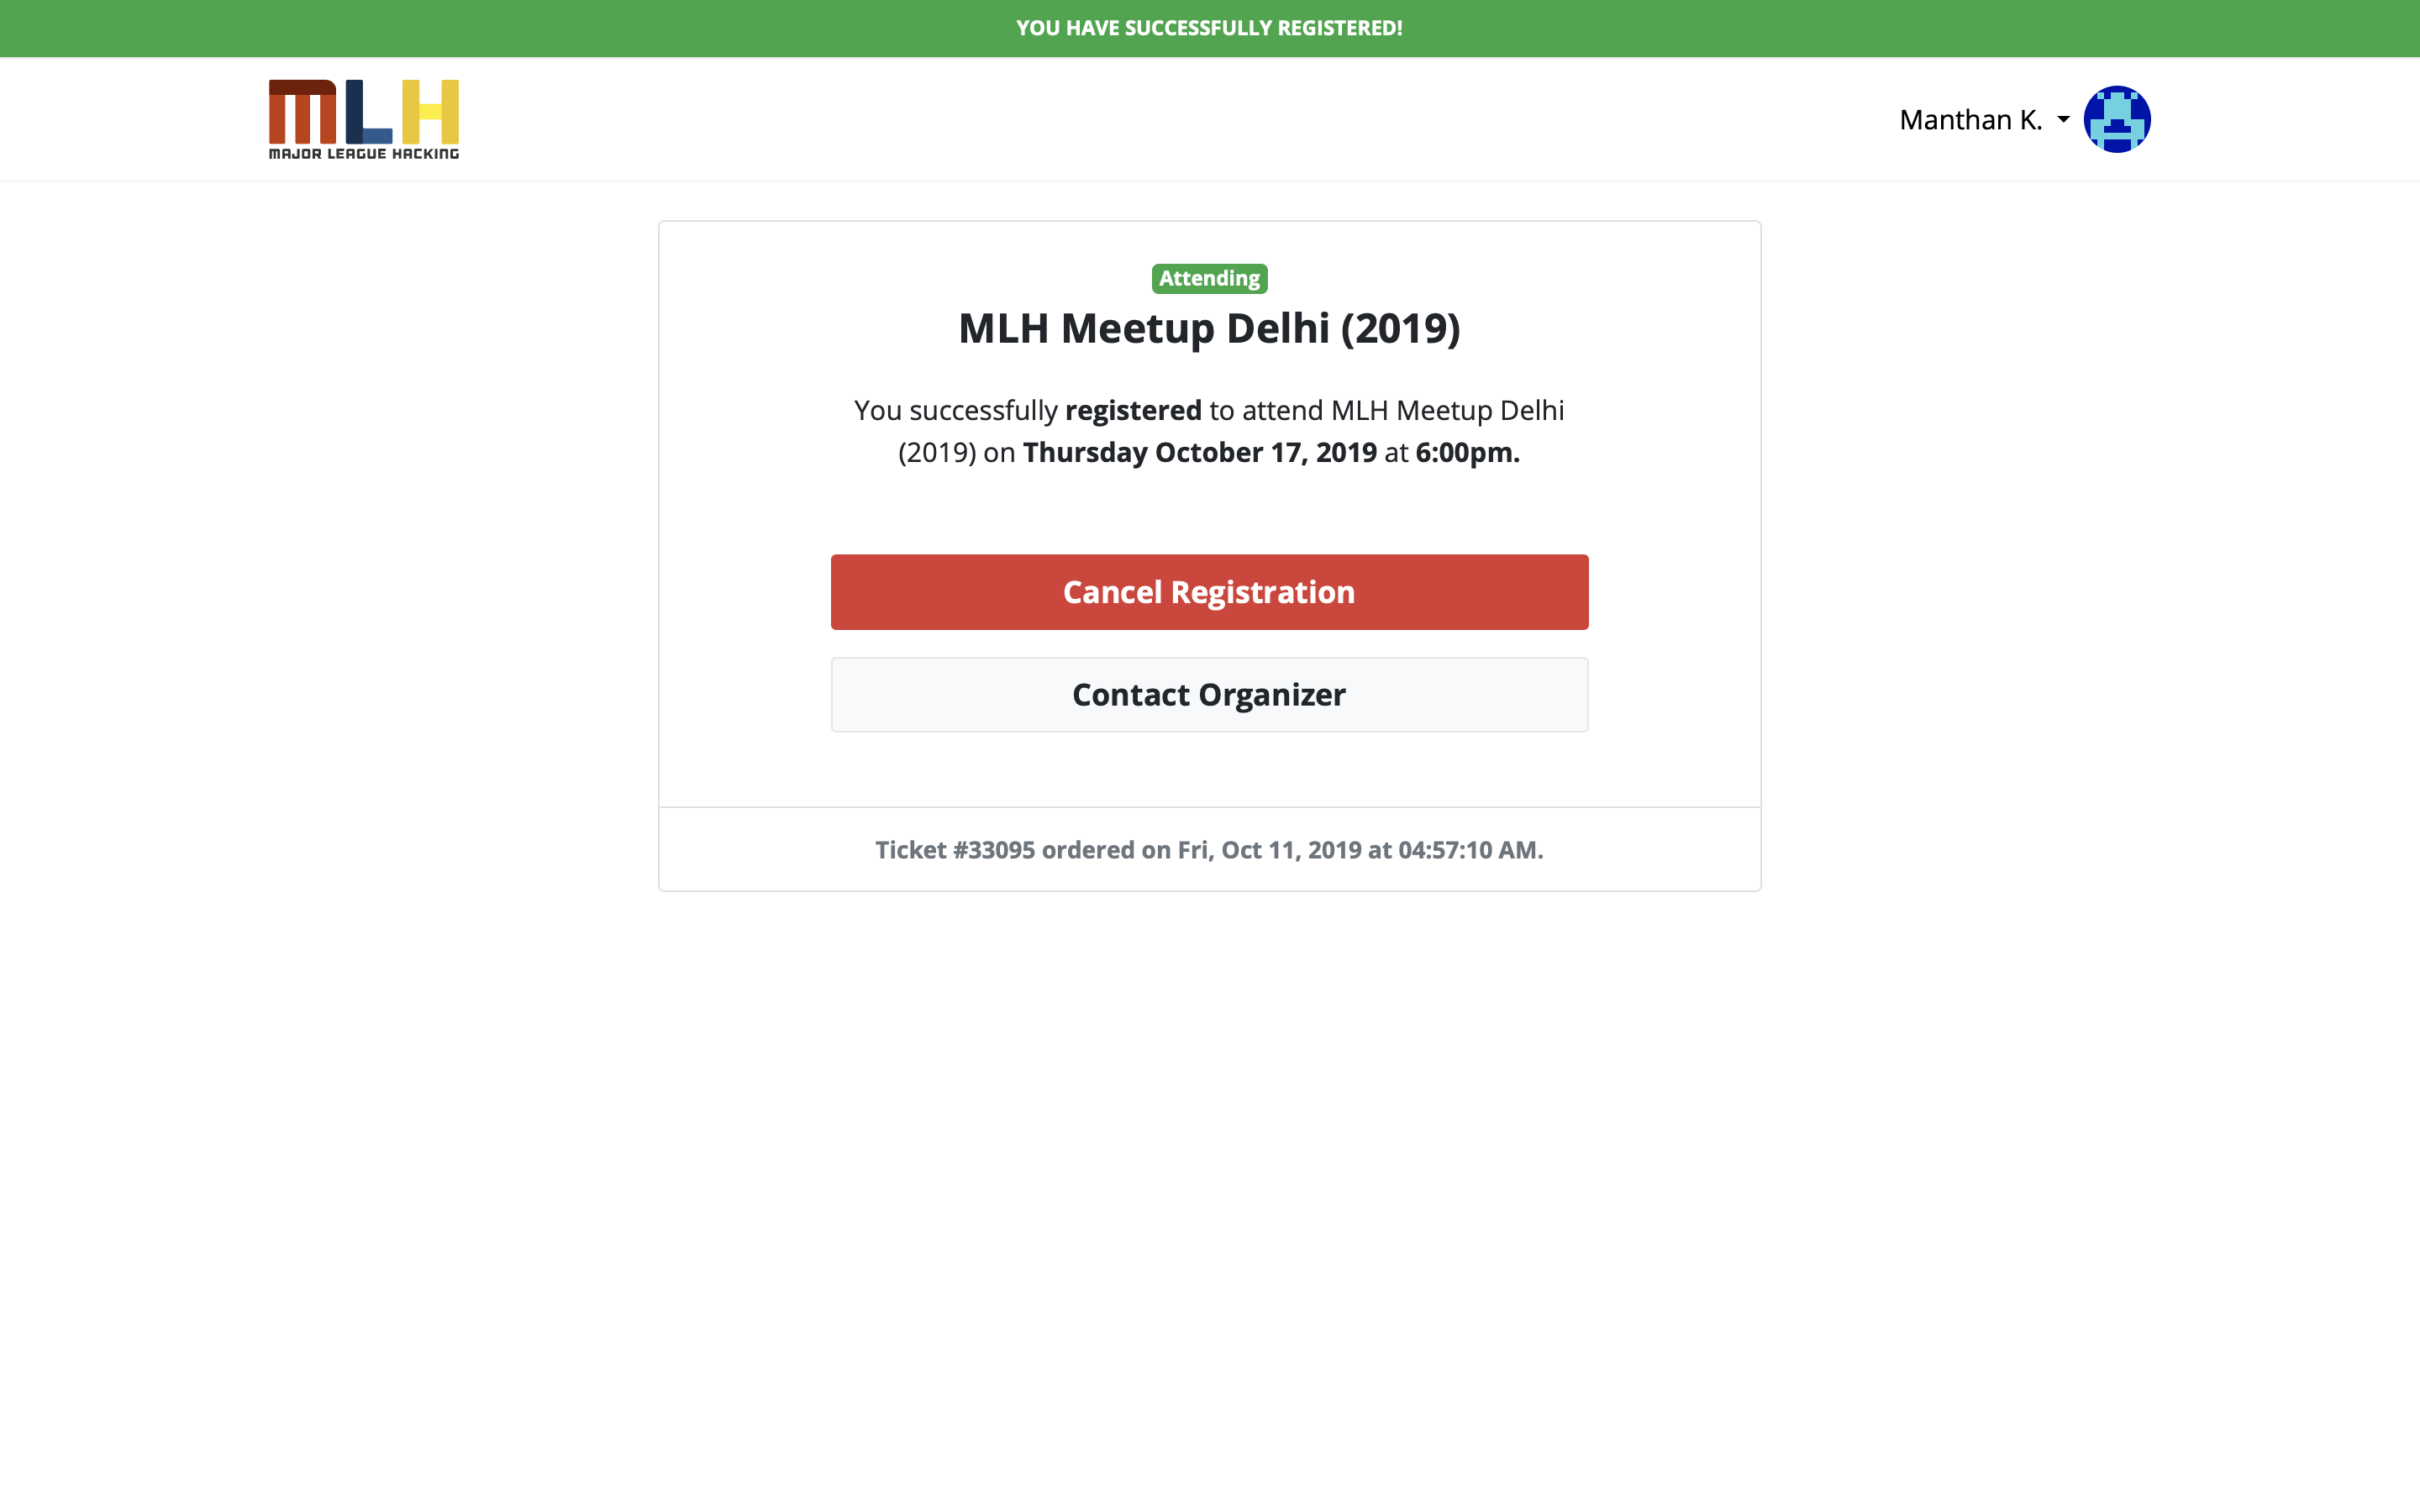 YOU HAVE SUCCESSFULLY REGISTERED!
MLH
MAJOR LEAGUE HACKING
Manthan K.
Attending
MLH Meetup Delhi (2019)
You successfully registered to attend MLH Meetup Delhi
(2019) on Thursday October 17, 2019 at 6:00pm.
Cancel Registration
Contact Organizer
Ticket #33095 ordered on Fri, Oct 11, 2019 at 04:57:10 AM.